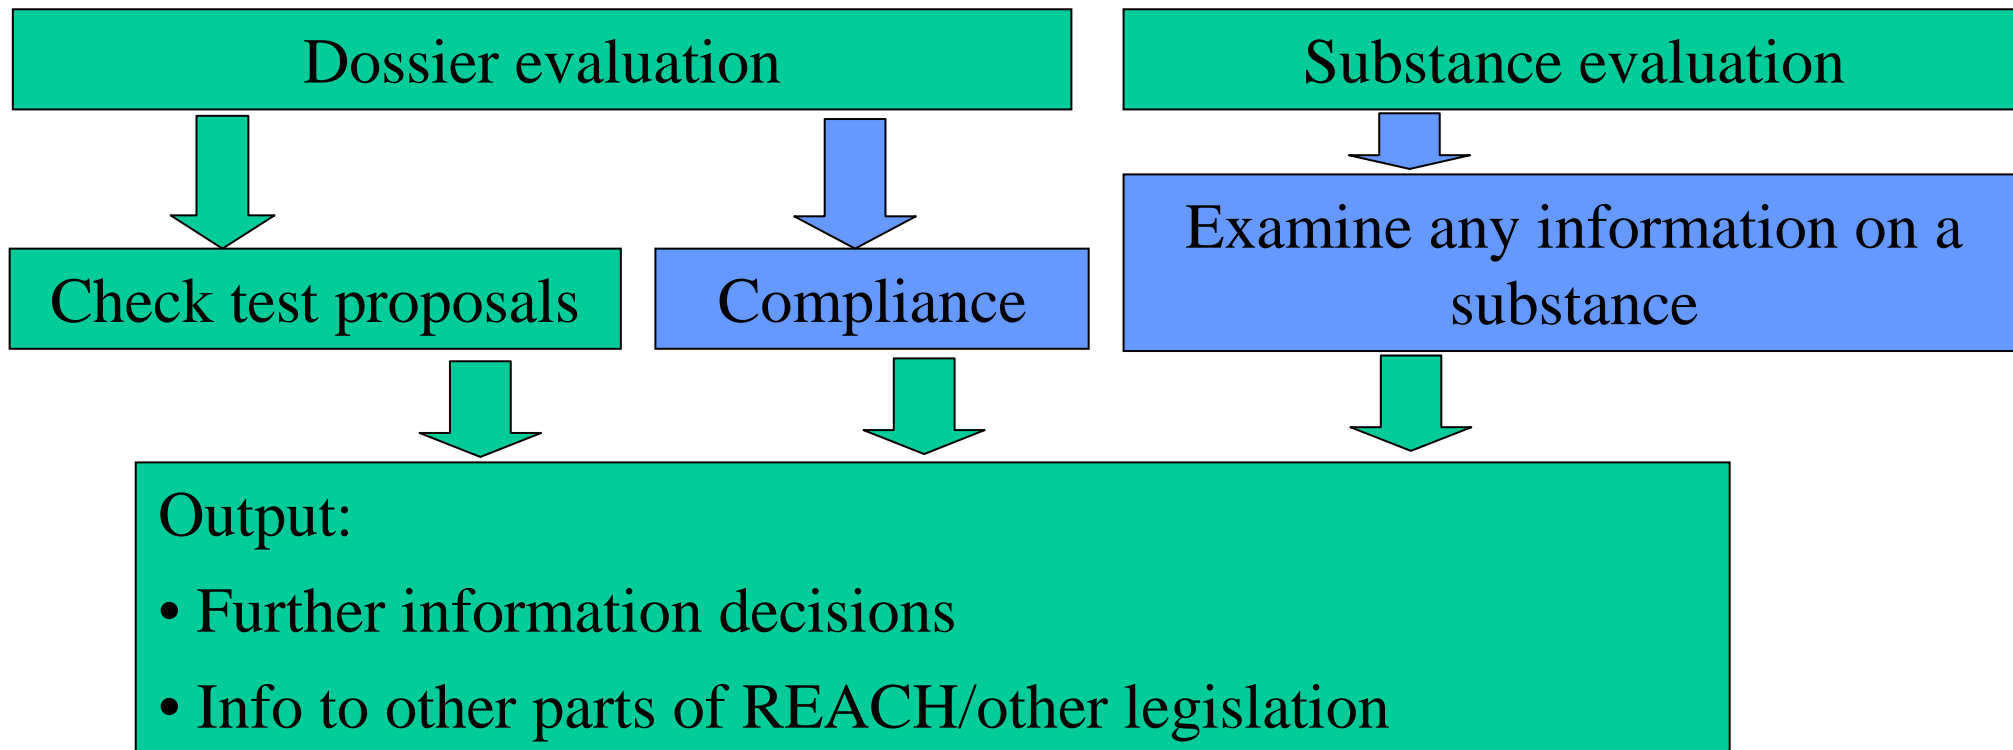 Dossier evaluation
Substance evaluation
Check test proposals
Compliance
Examine any information on a
substance
Output:
• Further information decisions
• Info to other parts of REACH/other legislation